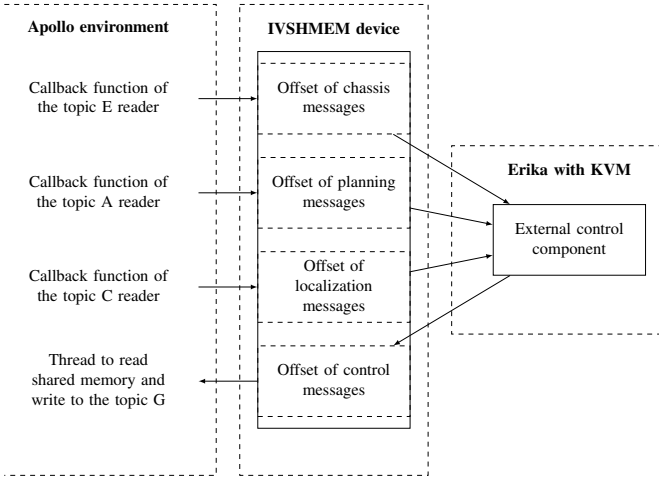 Apollo environment
Callback function of
the topic E reader
Callback function of
the topic A reader
Callback function of
the topic C reader
Thread to read
shared memory and
write to the topic G
IVSHMEM device
Offset of chassis
messages
Offset of planning
messages
Offset of
localization
messages
Offset of control
messages
Erika with KVM
External control
component